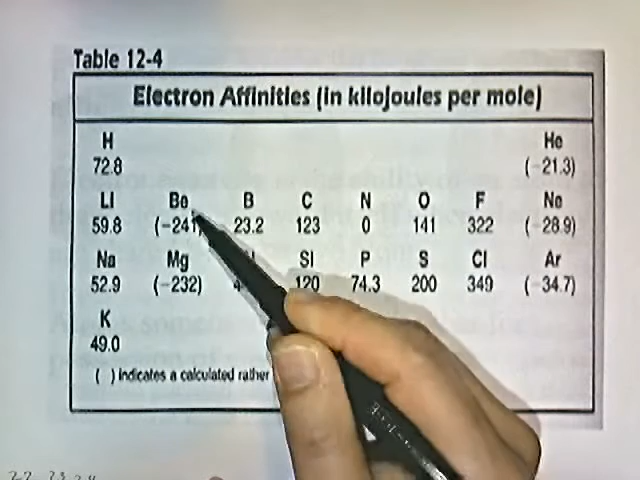 Table 12-4
Electron Affinities (in kilojoules per mole)
H He
72.8 (-21.3)
Li Be B C N O F Ne
59.8 (-241) 23.2 123 0 141 322 (-28.9)
Na Mg Si P S Cl Ar
52.9 (-232) 120 74.3 200 349 (-34.7)
K
49.0
( ) indicates a calculated rather